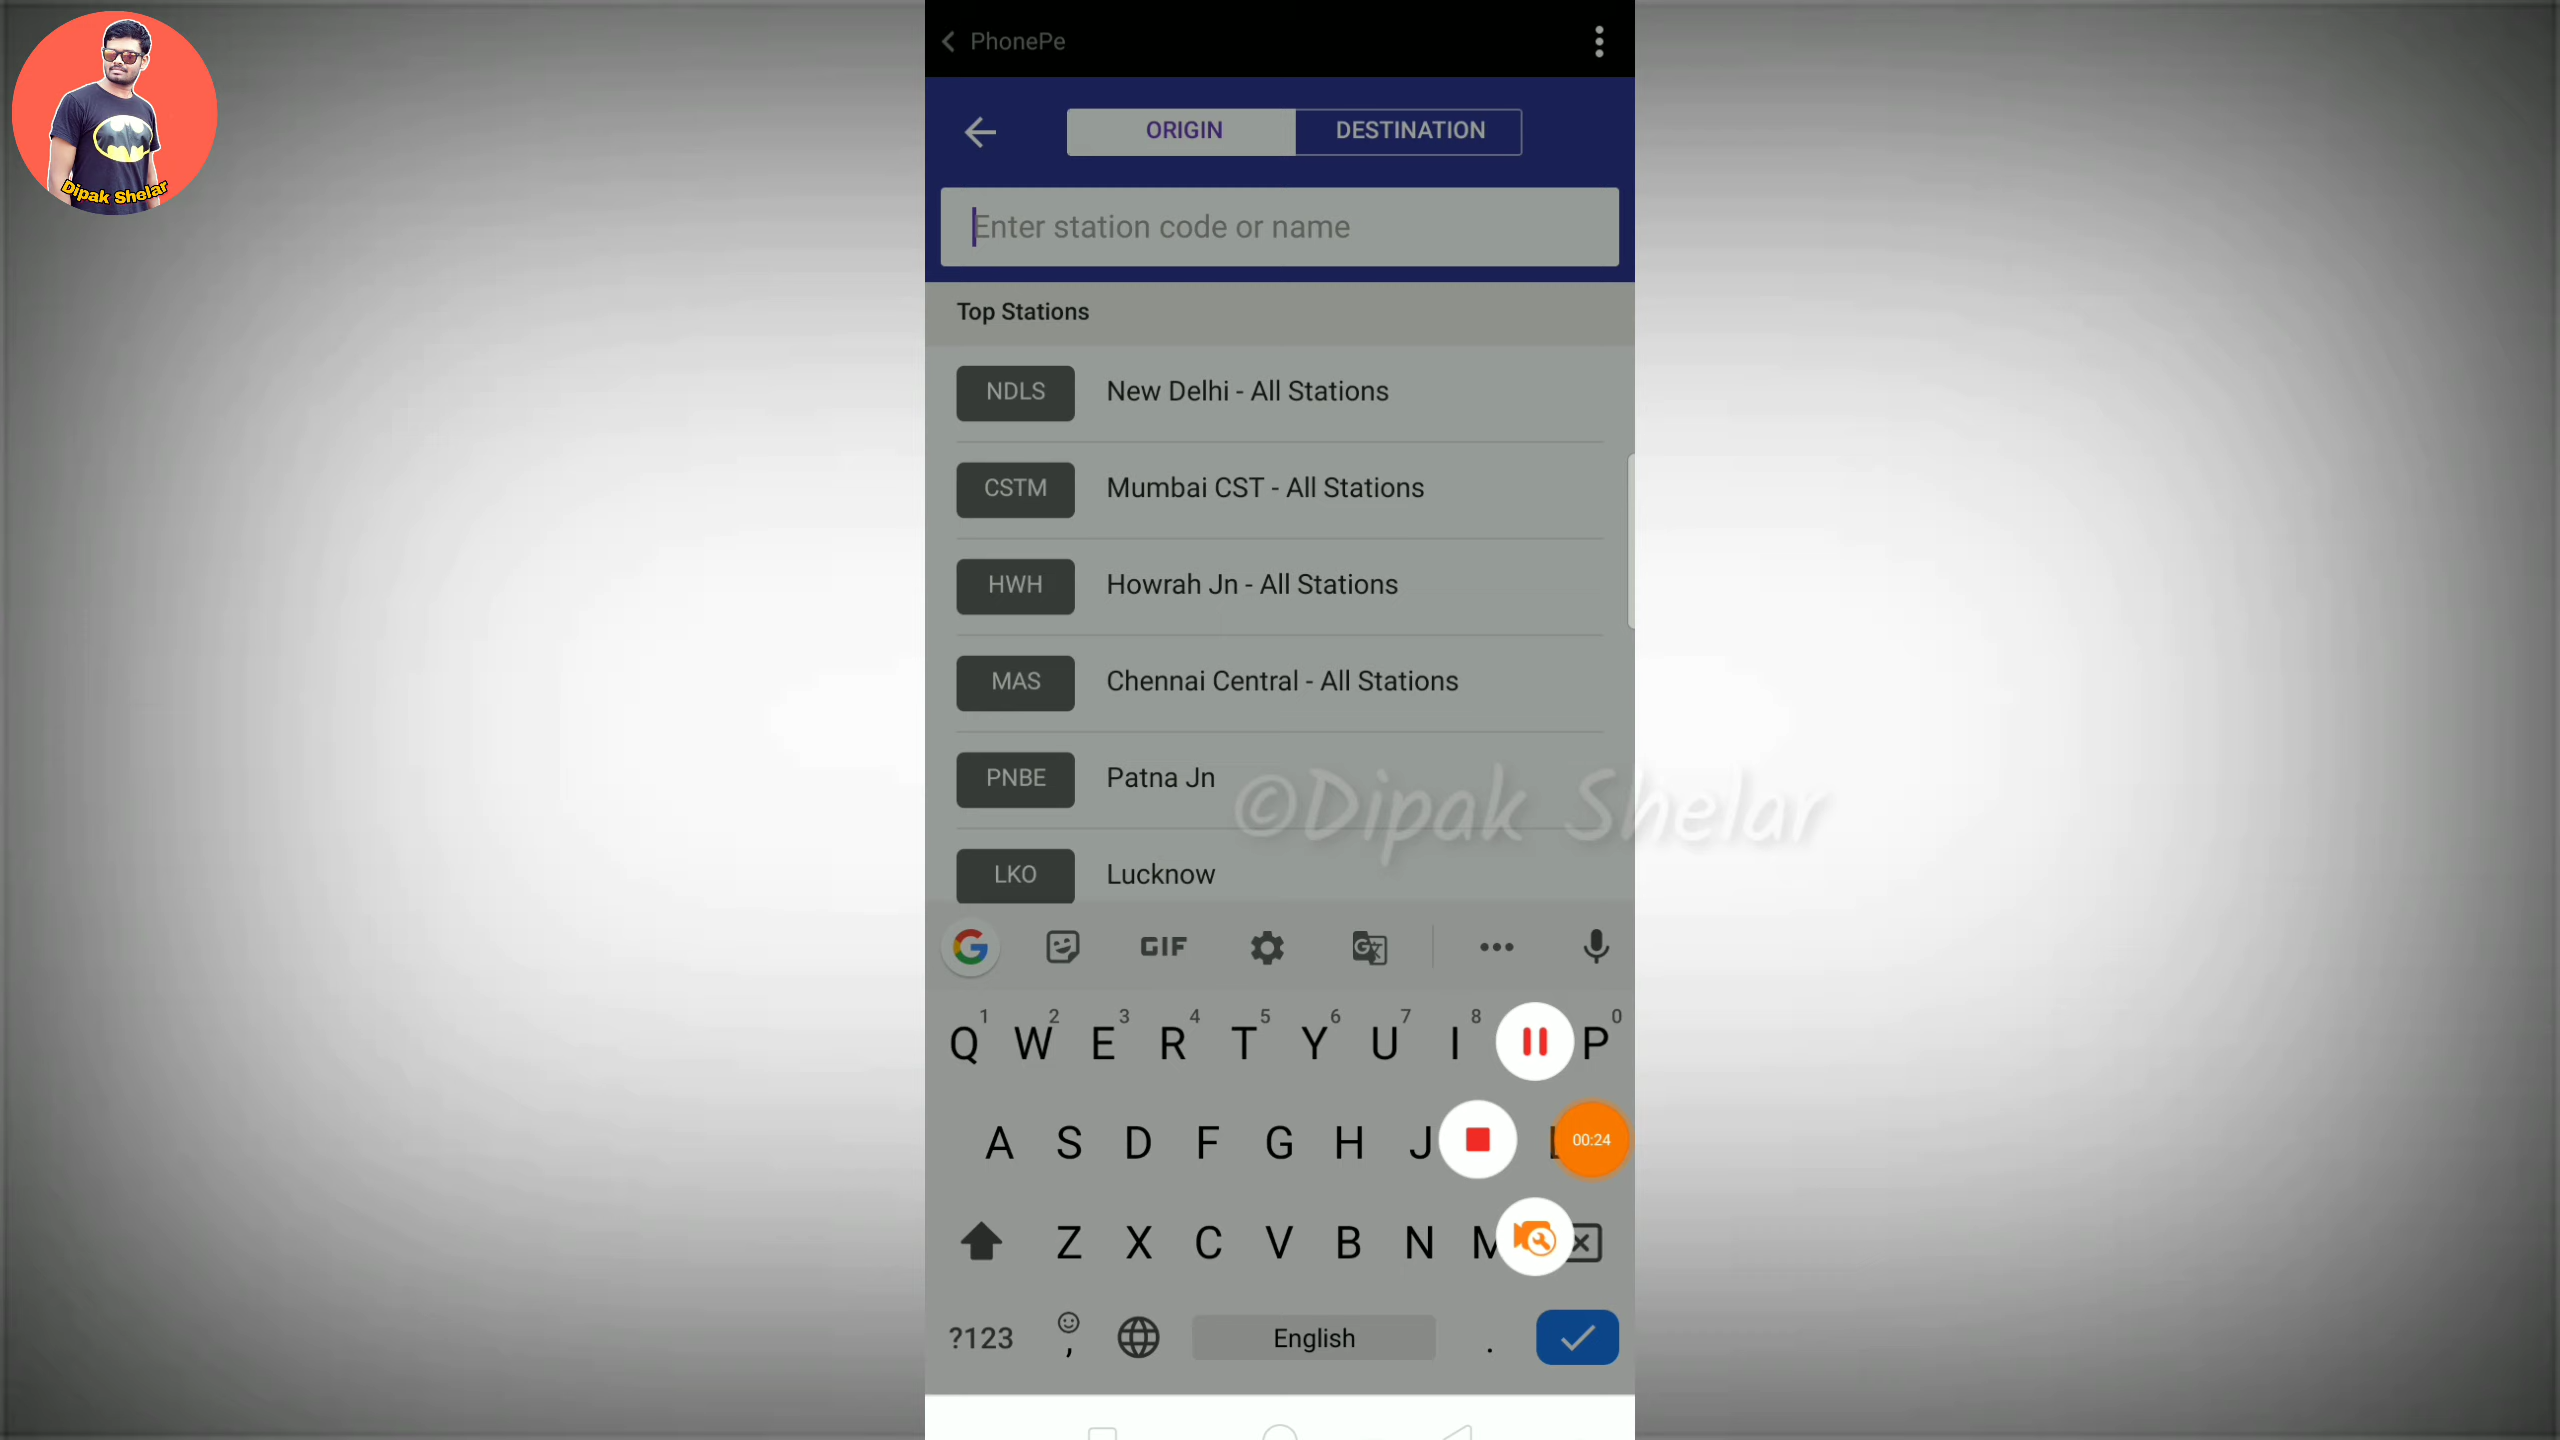 Dipak Shelar
PhonePe
ORIGIN DESTINATION
Enter station code or name
Top Stations
NDLS New Delhi - All Stations
CSTM Mumbai CST - All Stations
HWH Howrah Jn - All Stations
MAS Chennai Central - All Stations
PNBE Patna Jn
©Dipak Shelar
LKO Lucknow
G GIF G
1 2 3 4 5 6 7 8 0
Q W E R T Y U I P
A S D F G H J 00:24
Z X C V B N M
?123 , English .